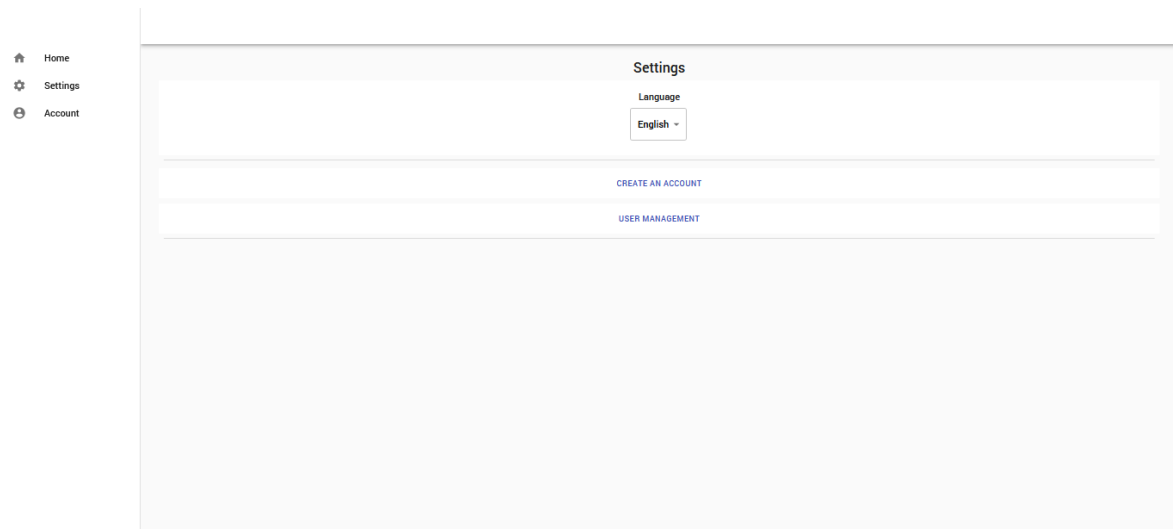 Home
Settings
Account
Settings
Language
English
CREATE AN ACCOUNT
USER MANAGEMENT